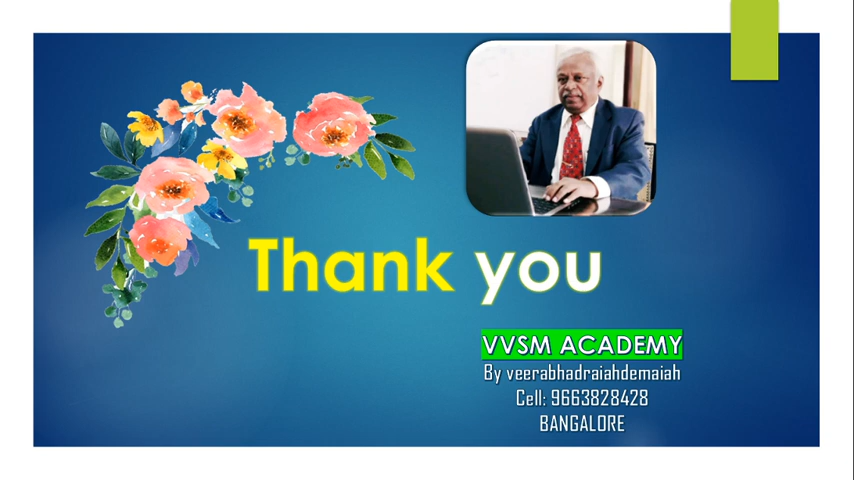 Thank you
VVSM ACADEMY
By veerabhadraiahdemaiah
Cell: 9663828428
BANGALORE